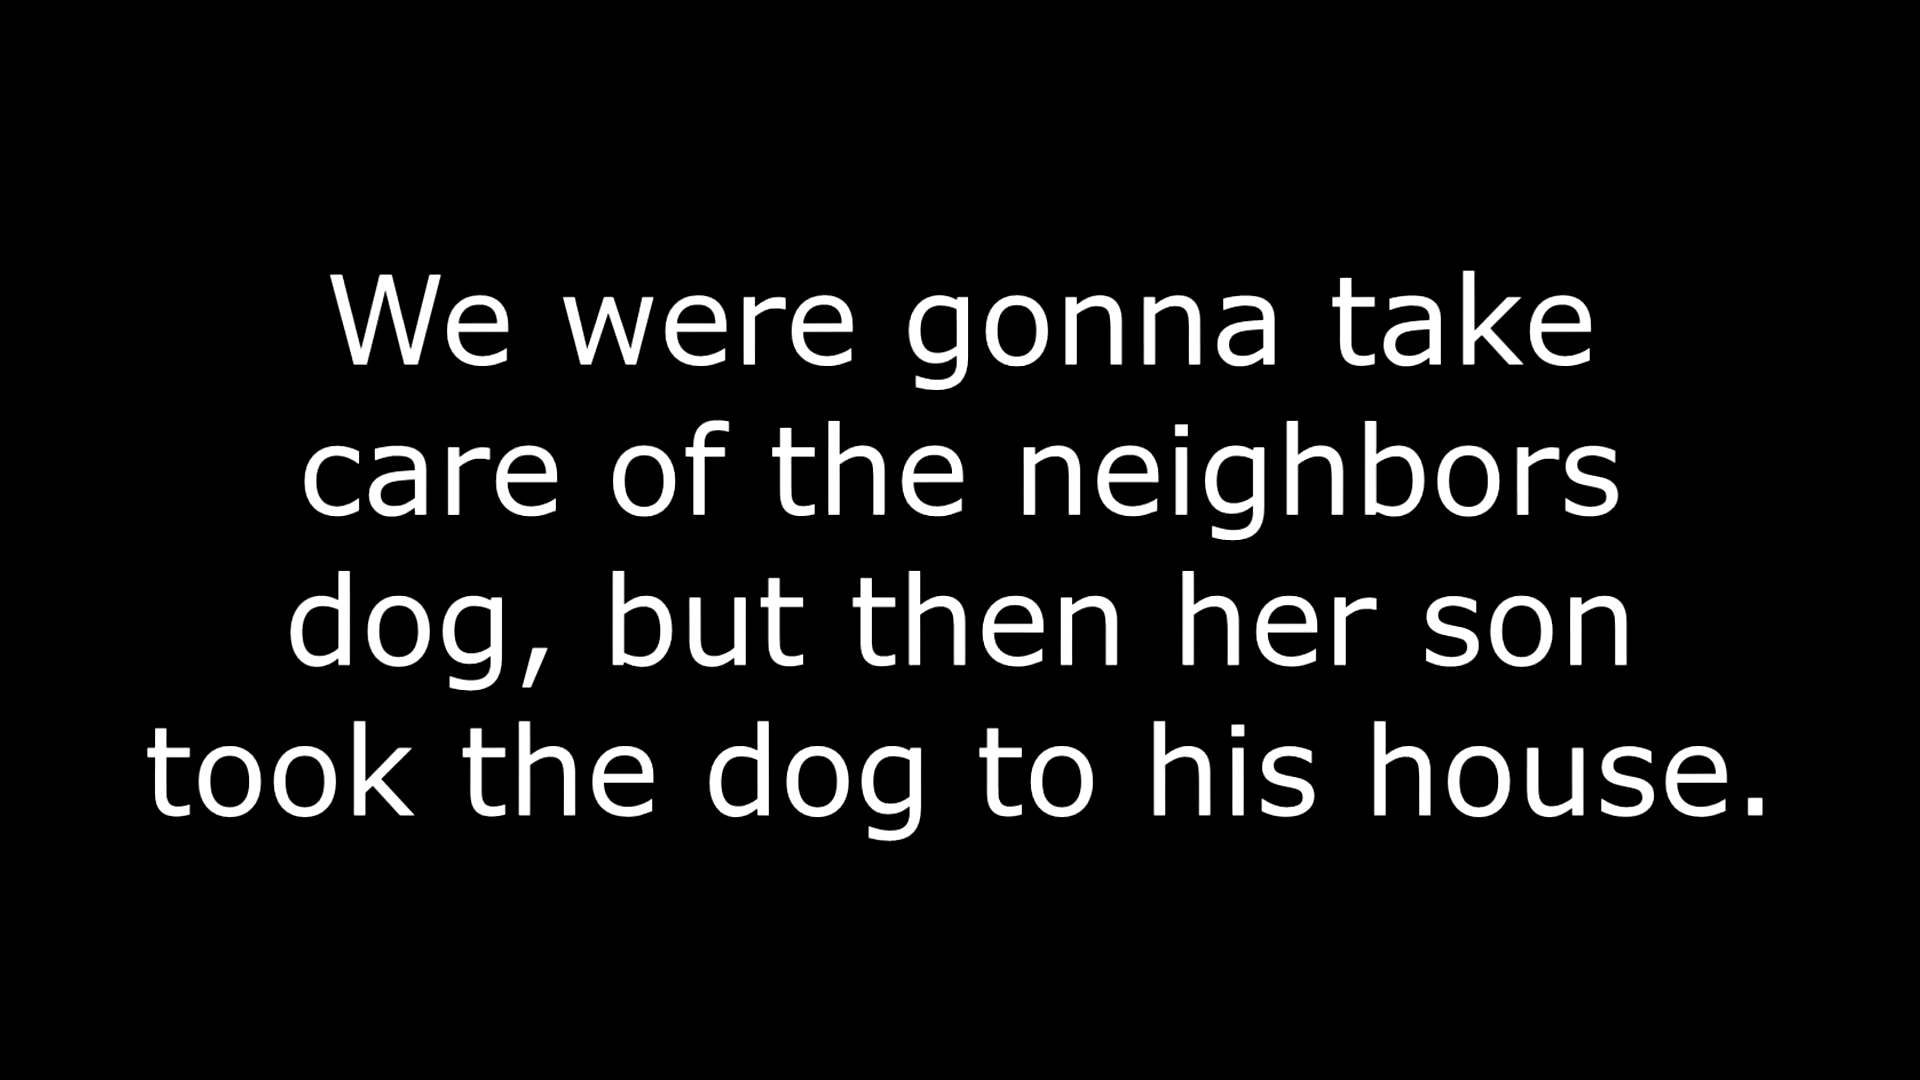 We were gonna take
care of the neighbors
dog, but then her son
took the dog to his house.